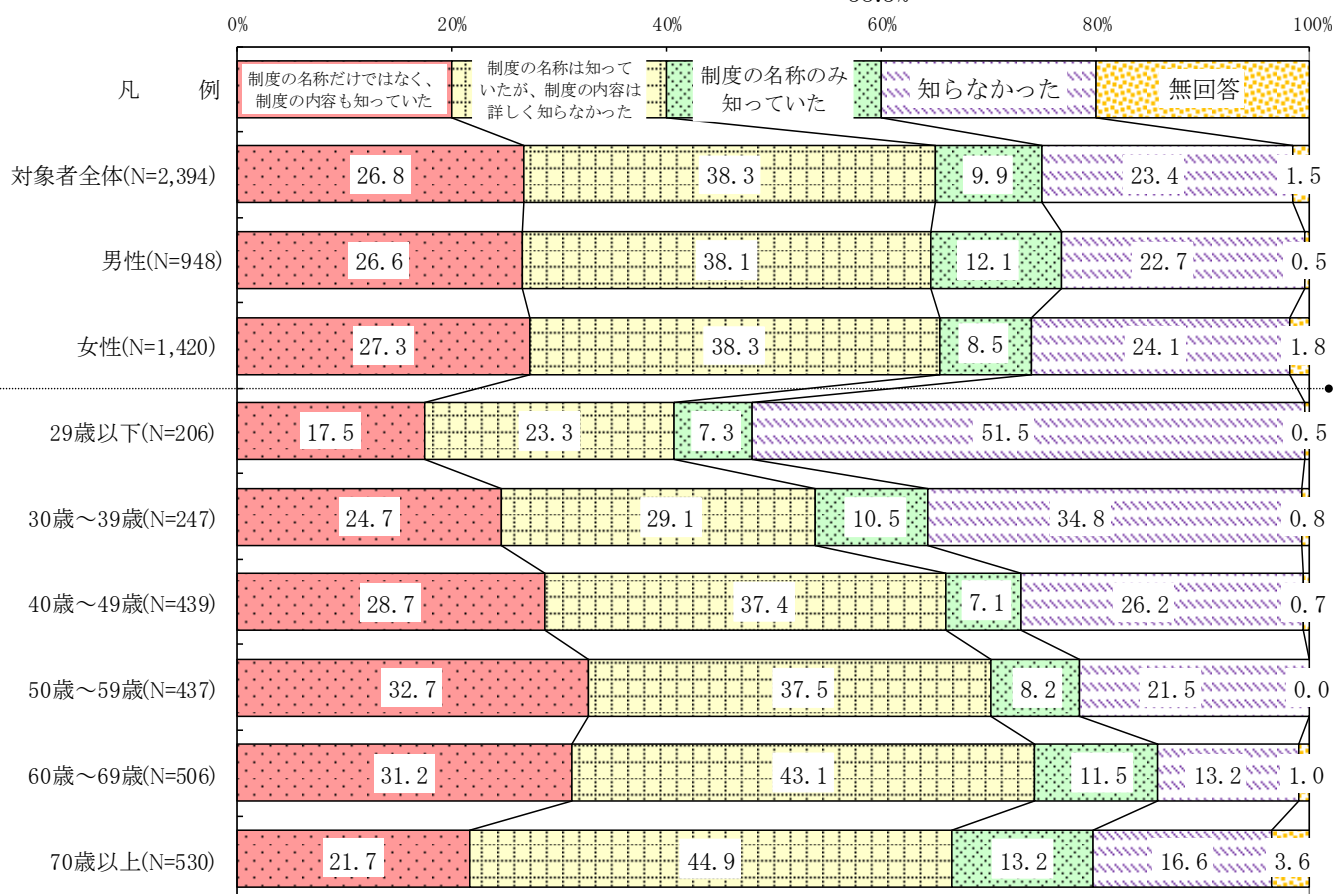 0% 20% 40% 60% 80% 100%
凡 例
制度の名称だけではなく、
制度の内容も知っていた
制度の名称は知って
いたが、制度の内容は
詳しく知らなかった
制度の名称のみ
知っていた
知らなかった
無回答
対象者全体(N=2,394) 26.8 38.3 9.9 23.4 1.5
男性(N=948) 26.6 38.1 12.1 22.7 0.5
女性(N=1,420) 27.3 38.3 8.5 24.1 1.8
29歳以下(N=206) 17.5 23.3 7.3 51.5 0.5
30歳～39歳(N=247) 24.7 29.1 10.5 34.8 0.8
40歳～49歳(N=439) 28.7 37.4 7.1 26.2 0.7
50歳～59歳(N=437) 32.7 37.5 8.2 21.5 0.0
60歳～69歳(N=506) 31.2 43.1 11.5 13.2 1.0
70歳以上(N=530) 21.7 44.9 13.2 16.6 3.6